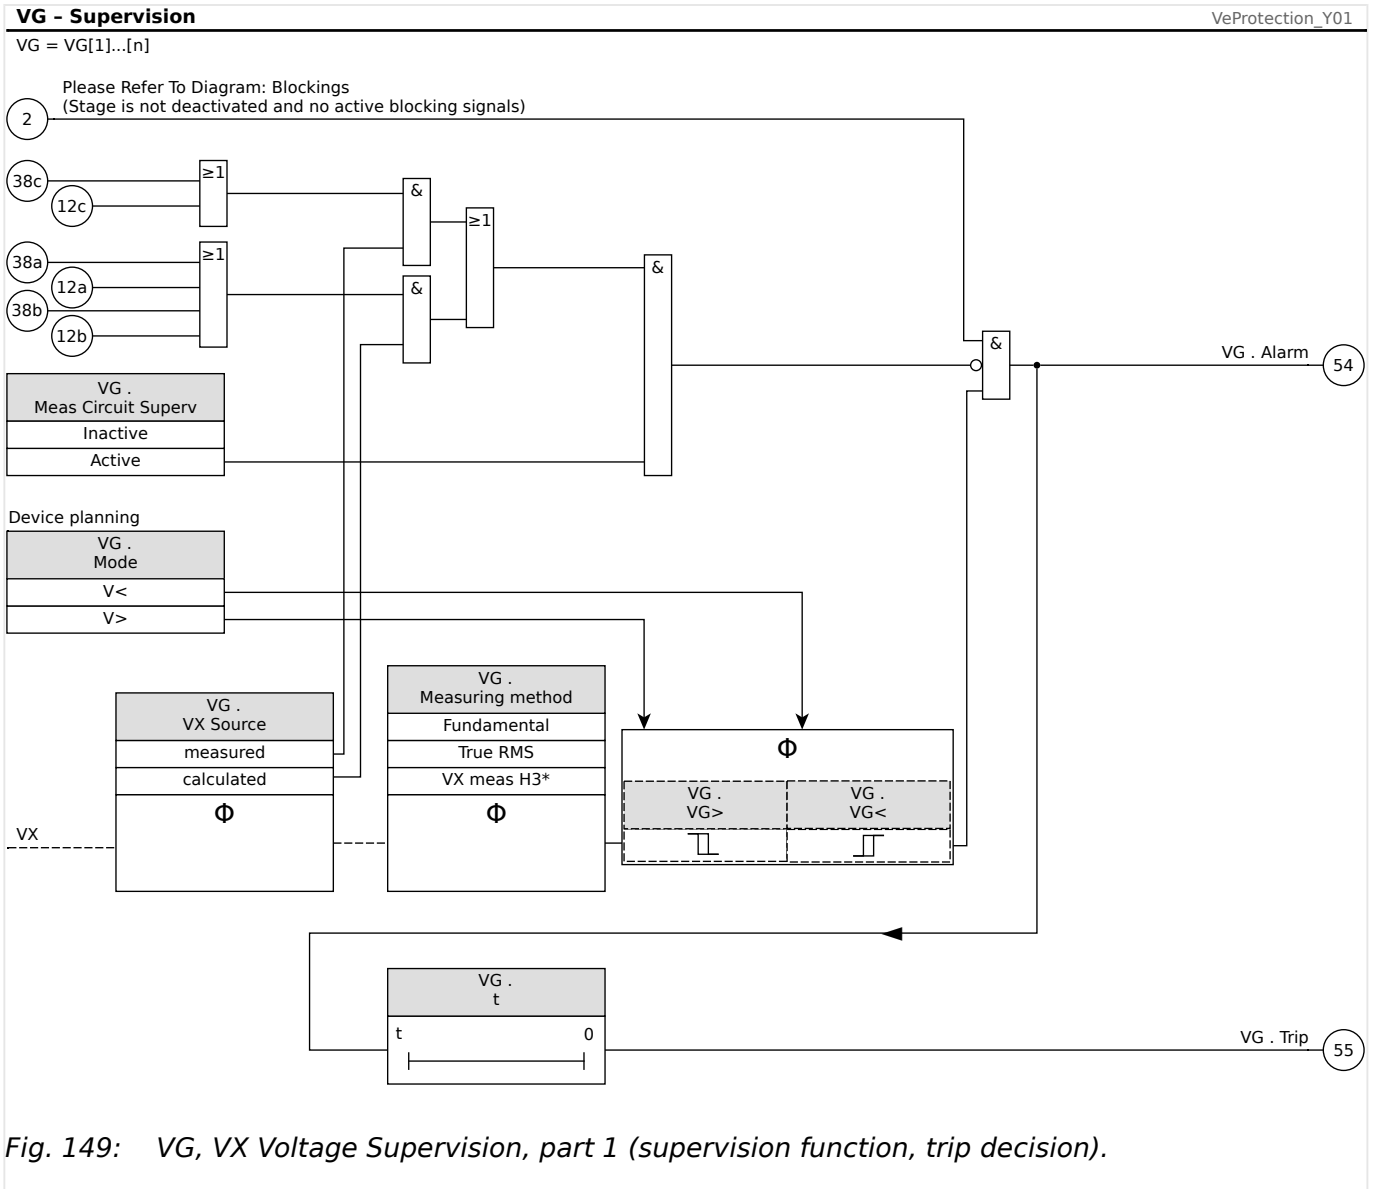 VG – Supervision
VeProtection_Y01
VG = VG[1]...[n]
Please Refer To Diagram: Blockings
(Stage is not deactivated and no active blocking signals)
2
38c
≥1
12c
&
≥1
38a
≥1
12a
&
&
38b
12b
&
VG . Alarm
54
VG .
Meas Circuit Superv
Inactive
Active
Device planning
VG .
Mode
V<
V>
VG .
VX Source
measured
calculated
Φ
VX
VG .
Measuring method
Fundamental
True RMS
VX meas H3*
Φ
Φ
VG .
VG>
VG .
VG<
VG .
t
t
0
VG . Trip
55
Fig. 149: VG, VX Voltage Supervision, part 1 (supervision function, trip decision).